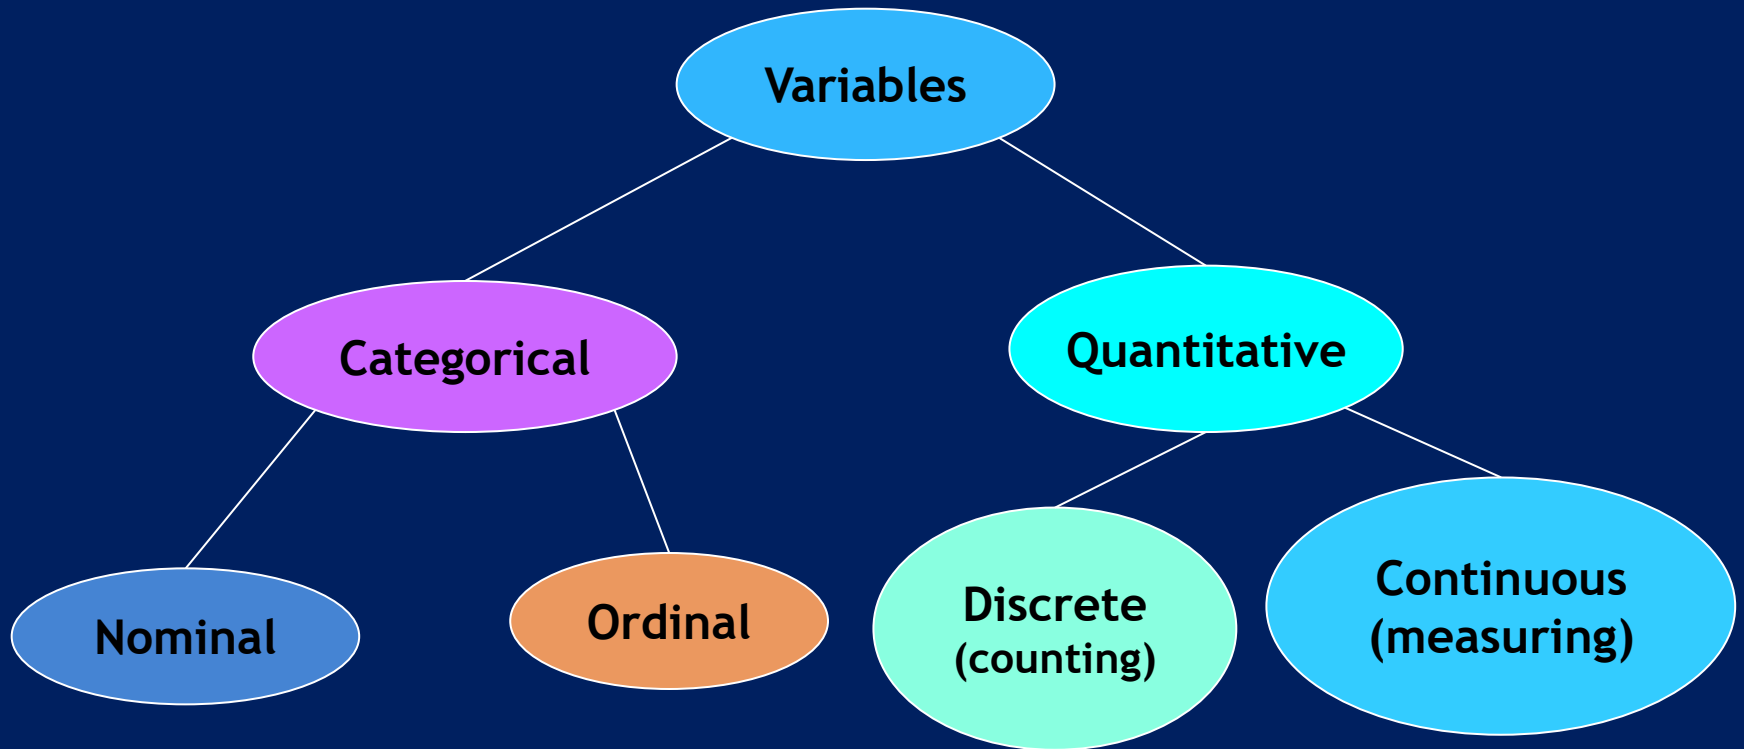 Variables
Categorical
Quantitative
Nominal
Ordinal
Discrete
(counting)
Continuous
(measuring)